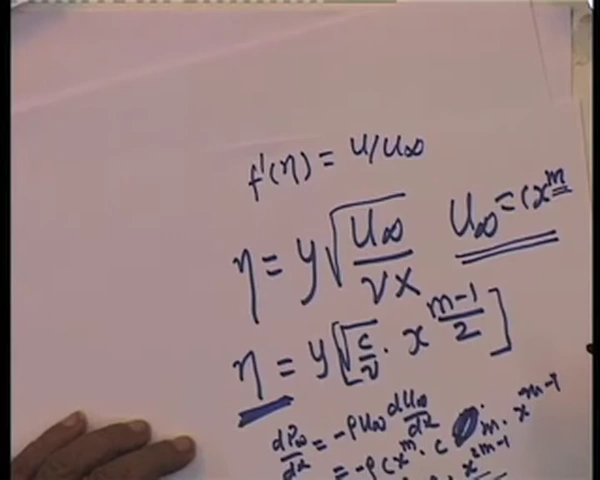 f'(η) = u/u∞
η = y√(U∞/νx) U∞ = Cx^m
η = y[√(c/ν) · x^((m-1)/2)]
dP∞/dx = -ρU∞ dU∞/dx
= -ρCx^m · c m · x^(m-1)
x^(2m-1)